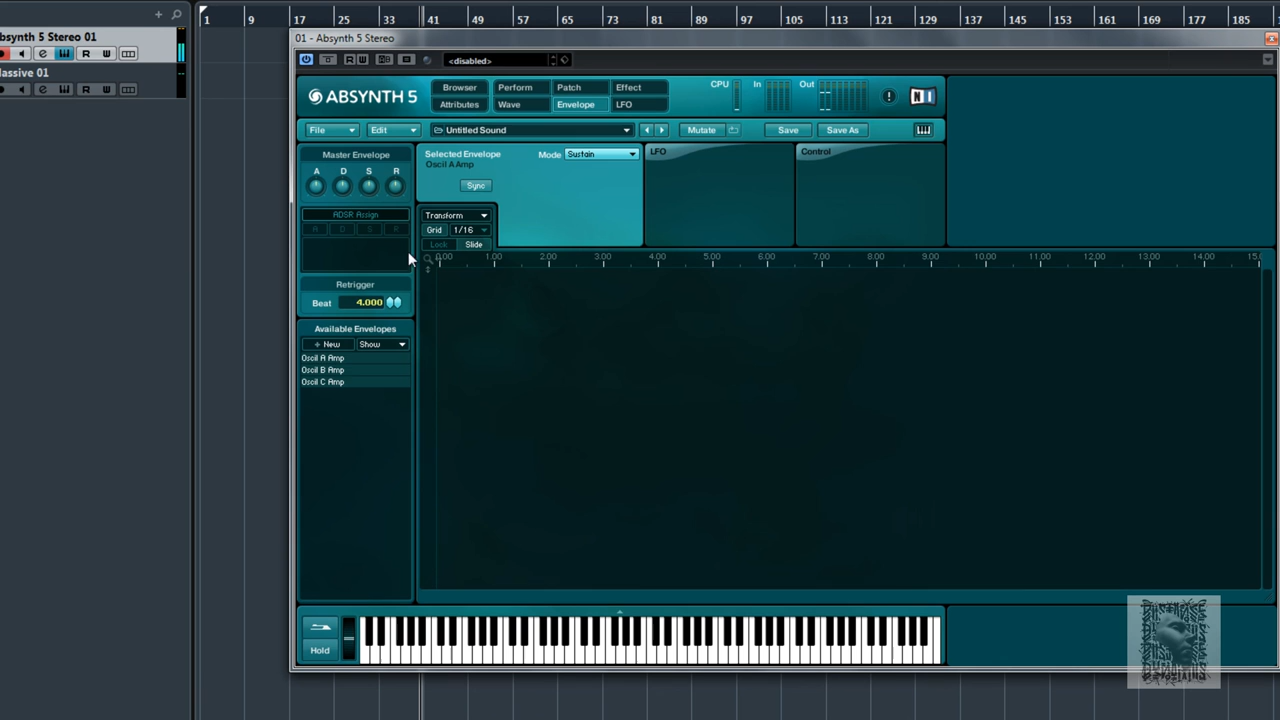 1 9 17 25 33 41 49 57 65 73 81 89 97 105 113 121 129 137 145 153 161 169 177 185
bsynth 5 Stereo 01
R W
assive 01
R W
01 - Absynth 5 Stereo
R W <disabled>
ABSYNTH 5
Browser Perform Patch Effect
Attributes Wave Envelope LFO
CPU In Out
File Edit Untitled Sound Mutate Save Save As
Master Envelope
A D S R
ADSR Assign
A D S R
Retrigger
Beat 4.000
Available Envelopes
+ New Show
Oscil A Amp
Oscil B Amp
Oscil C Amp
Selected Envelope
Oscil A Amp
Mode Sustain
Sync
LFO
Control
Transform
Grid 1/16
Lock Slide
0.00 1.00 2.00 3.00 4.00 5.00 6.00 7.00 8.00 9.00 10.00 11.00 12.00 13.00 14.00 15.
Hold